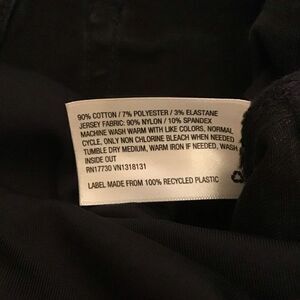 90% COTTON / 7% POLYESTER / 3% ELASTANE
JERSEY FABRIC: 90% NYLON / 10% SPANDEX
MACHINE WASH WARM WITH LIKE COLORS, NORMAL
CYCLE, ONLY NON CHLORINE BLEACH WHEN NEEDED
TUMBLE DRY MEDIUM, WARM IRON IF NEEDED, WASH
INSIDE OUT
RN17730 VN1318131
LABEL MADE FROM 100% RECYCLED PLASTIC